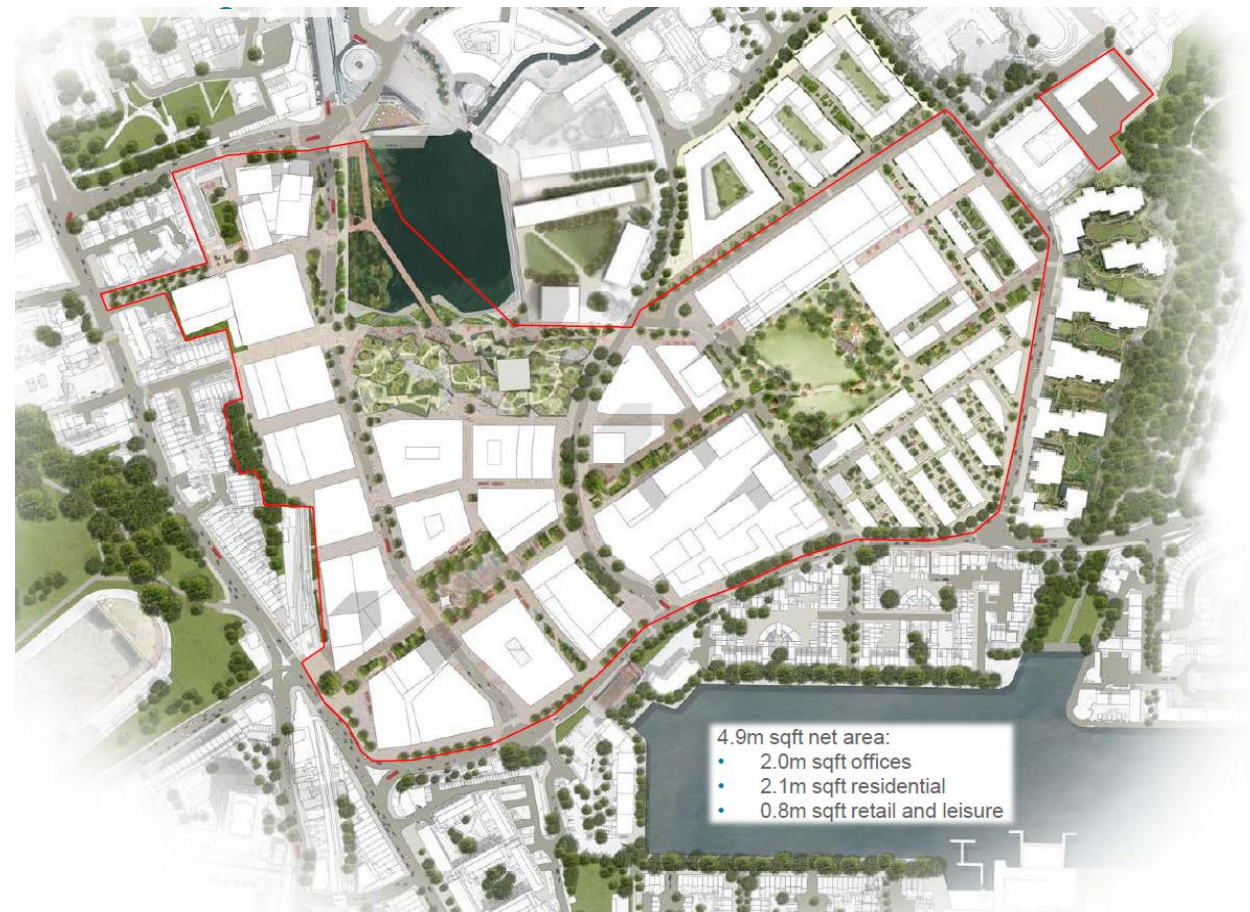 4.9m sqft net area:
• 2.0m sqft offices
• 2.1m sqft residential
• 0.8m sqft retail and leisure